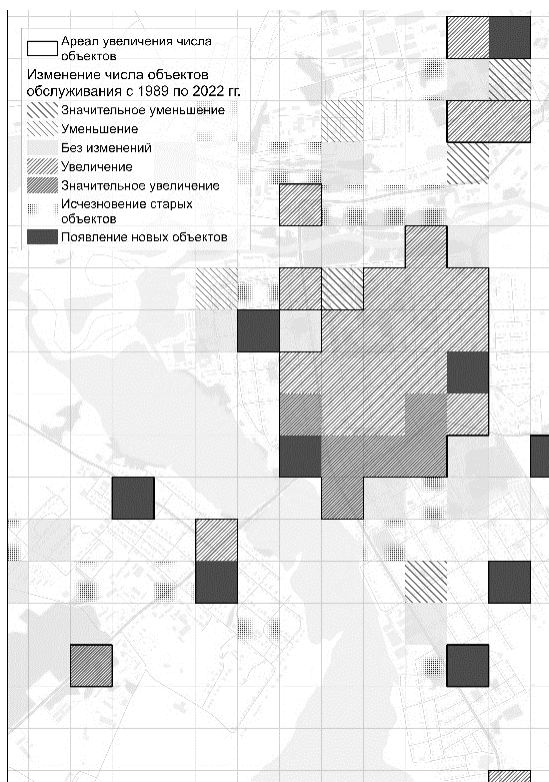 Ареал увеличения числа
объектов
Изменение числа объектов
обслуживания с 1989 по 2022 гг.
Значительное уменьшение
Уменьшение
Без изменений
Увеличение
Значительное увеличение
Исчезновение старых
объектов
Появление новых объектов